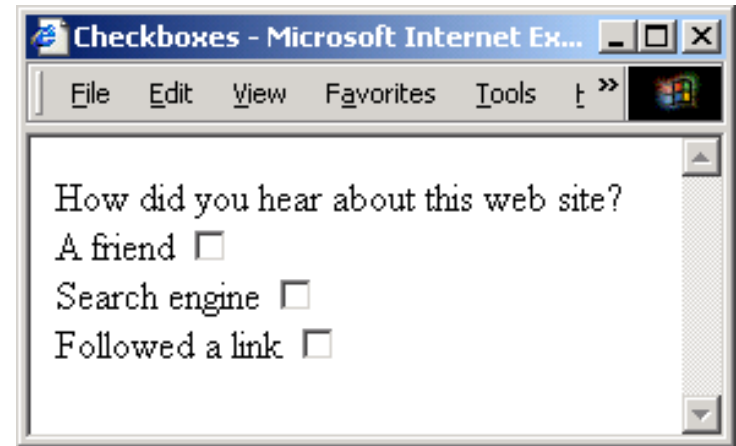 Checkboxes - Microsoft Internet Ex...
File Edit View Favorites Tools »
How did you hear about this web site?
A friend
Search engine
Followed a link